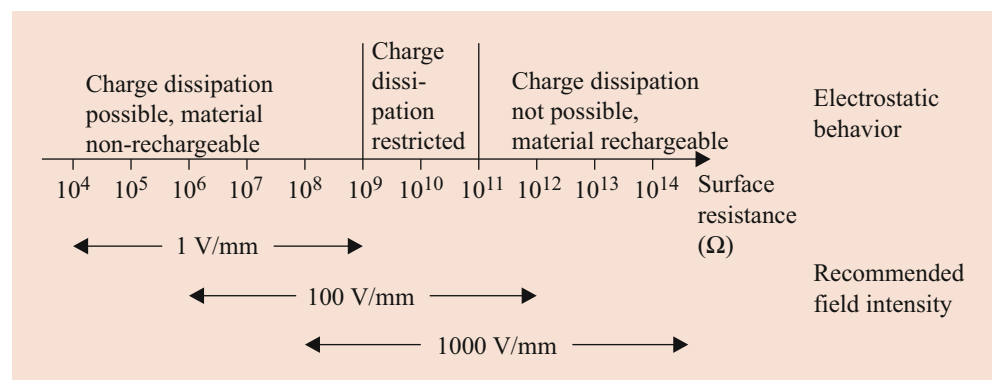 Charge dissipation
possible, material
non-rechargeable
Charge
dissi-
pation
restricted
Charge dissipation
not possible,
material rechargeable
Electrostatic
behavior
10⁴ 10⁵ 10⁶ 10⁷ 10⁸ 10⁹ 10¹⁰ 10¹¹ 10¹² 10¹³ 10¹⁴
Surface
resistance
(Ω)
1 V/mm
100 V/mm
1000 V/mm
Recommended
field intensity